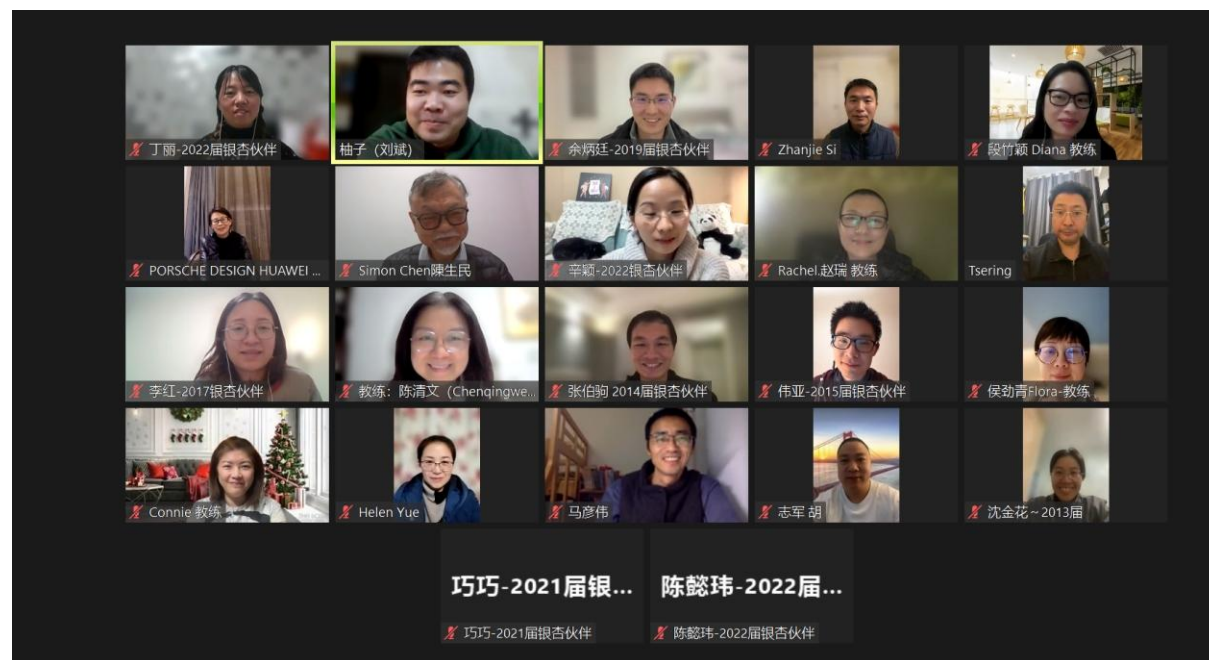 丁丽-2022届银杏伙伴
柚子（刘斌）
余炳廷-2019届银杏伙伴
Zhanjie Si
段竹颖 Diana 教练
PORSCHE DESIGN HUAWEI ...
Simon Chen陳生民
辛颖-2022银杏伙伴
Rachel.赵瑞 教练
Tsering
李红-2017银杏伙伴
教练：陈清文（Chenqingwe...
张伯驹 2014届银杏伙伴
伟亚-2015届银杏伙伴
侯劲青Flora-教练
Connie 教练
Helen Yue
马彦伟
志军 胡
沈金花～2013届
巧巧-2021届银...
陈懿玮-2022届...
巧巧-2021届银杏伙伴
陈懿玮-2022届银杏伙伴